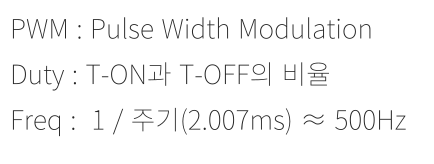 PWM : Pulse Width Modulation
Duty : T-ON과 T-OFF의 비율
Freq :  1 / 주기(2.007ms) ≈ 500Hz